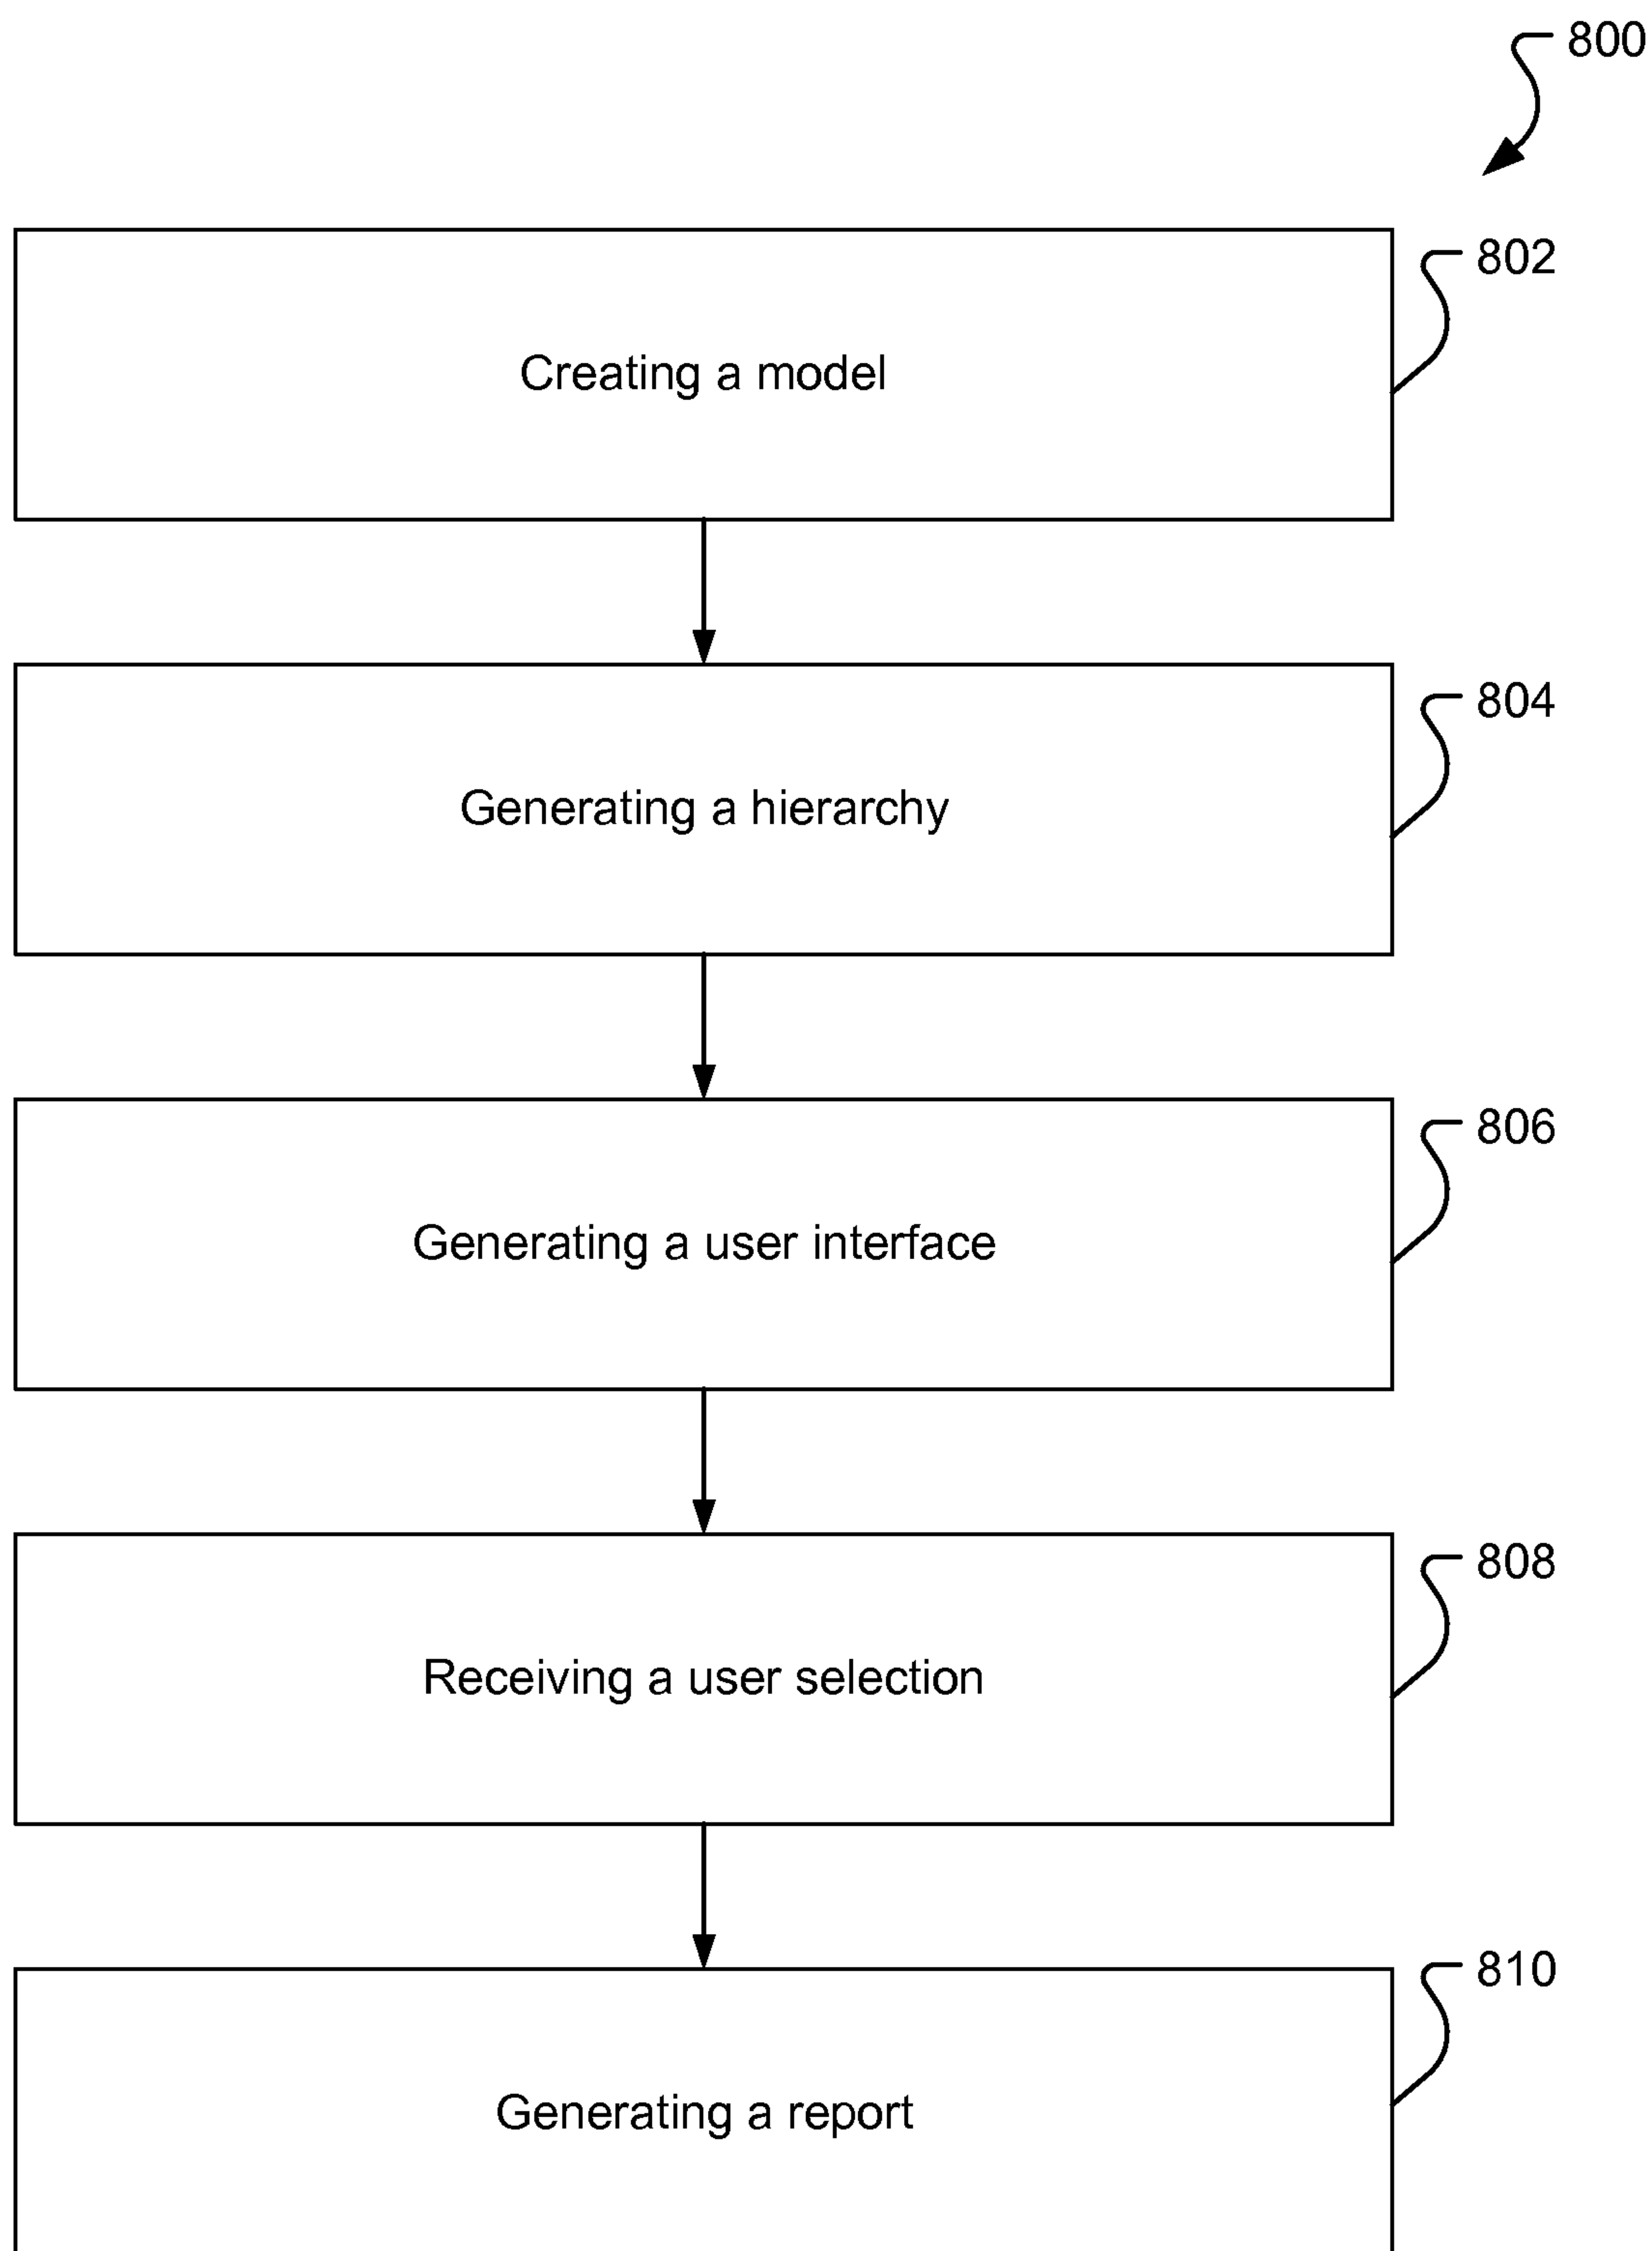 800
802
Creating a model
804
Generating a hierarchy
806
Generating a user interface
808
Receiving a user selection
810
Generating a report